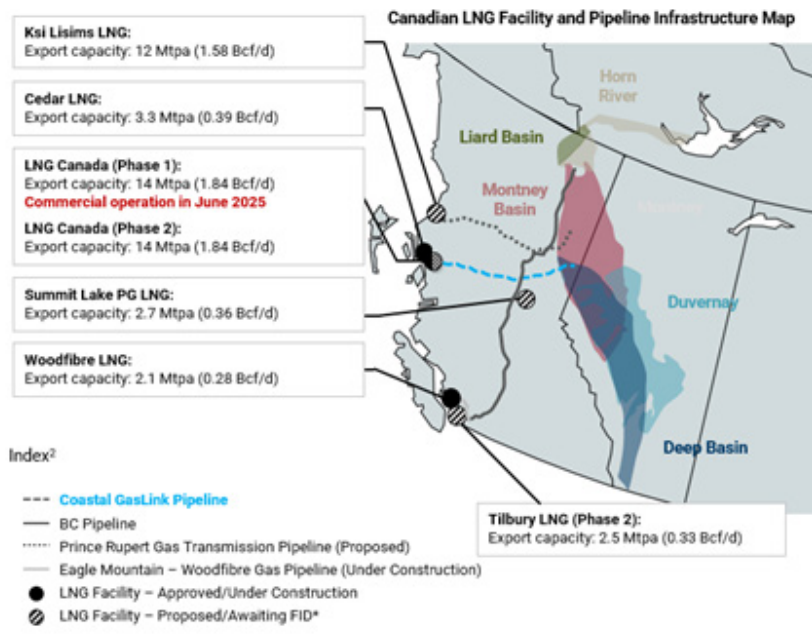 Canadian LNG Facility and Pipeline Infrastructure Map
Ksi Lisims LNG:
Export capacity: 12 Mtpa (1.58 Bcf/d)
Cedar LNG:
Export capacity: 3.3 Mtpa (0.39 Bcf/d)
LNG Canada (Phase 1):
Export capacity: 14 Mtpa (1.84 Bcf/d)
Commercial operation in June 2025
LNG Canada (Phase 2):
Export capacity: 14 Mtpa (1.84 Bcf/d)
Summit Lake PG LNG:
Export capacity: 2.7 Mtpa (0.36 Bcf/d)
Woodfibre LNG:
Export capacity: 2.1 Mtpa (0.28 Bcf/d)
Horn
River
Liard Basin
Montney
Basin
Duvernay
Deep Basin
Tilbury LNG (Phase 2):
Export capacity: 2.5 Mtpa (0.33 Bcf/d)
Index²
Coastal GasLink Pipeline
BC Pipeline
Prince Rupert Gas Transmission Pipeline (Proposed)
Eagle Mountain – Woodfibre Gas Pipeline (Under Construction)
LNG Facility – Approved/Under Construction
LNG Facility – Proposed/Awaiting FID*